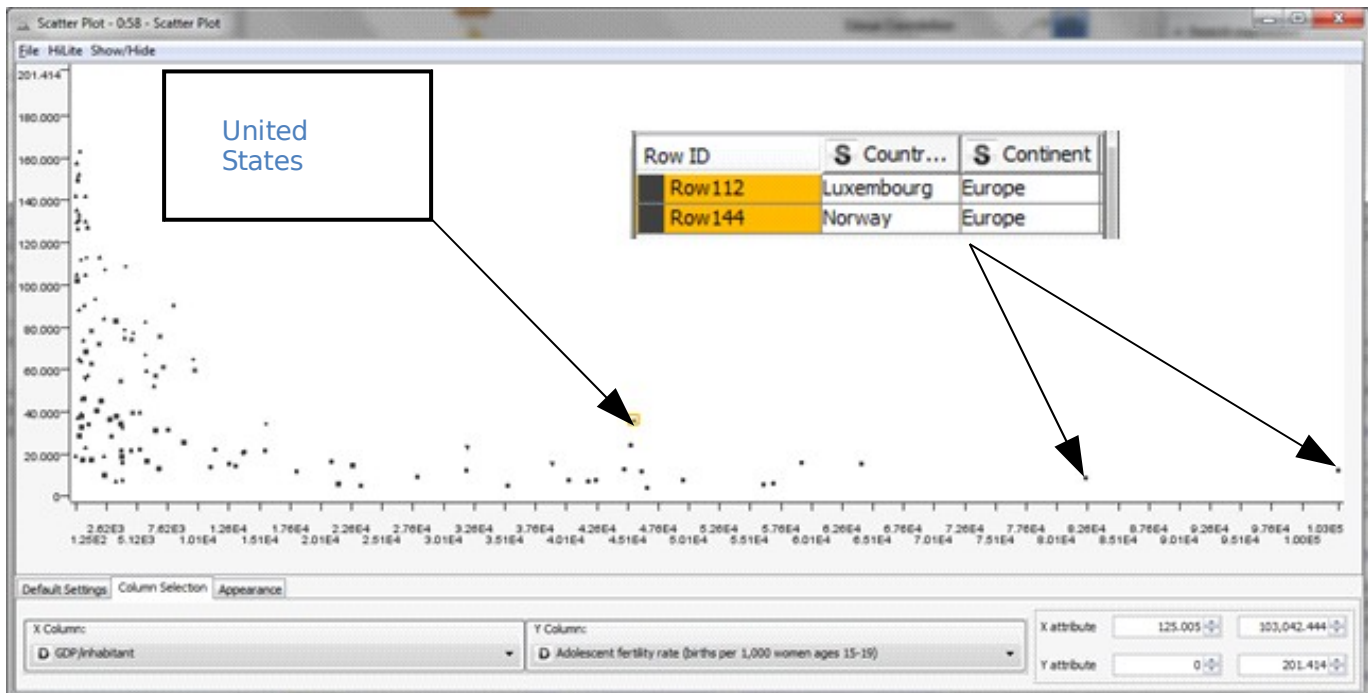 Scatter Plot - 0:58 - Scatter Plot
File HiLite Show/Hide
201.414
180.000
160.000
140.000
120.000
100.000
80.000
60.000
40.000
20.000
0
United
States
Row ID S Countr... S Continent
Row112 Luxembourg Europe
Row144 Norway Europe
2.62E3 7.62E3 1.26E4 1.76E4 2.26E4 2.76E4 3.26E4 3.76E4 4.26E4 4.76E4 5.26E4 5.76E4 6.26E4 6.76E4 7.26E4 7.76E4 8.26E4 8.76E4 9.26E4 9.76E4 1.03E5
1.25E2 5.12E3 1.01E4 1.51E4 2.01E4 2.51E4 3.01E4 3.51E4 4.01E4 4.51E4 5.01E4 5.51E4 6.01E4 6.51E4 7.01E4 7.51E4 8.01E4 8.51E4 9.01E4 9.51E4 1.00E5
Default Settings Column Selection Appearance
X Column: Y Column:
D GDP/inhabitant D Adolescent fertility rate (births per 1,000 women ages 15-19)
X attribute 125.005 103,042.444
Y attribute 0 201.414